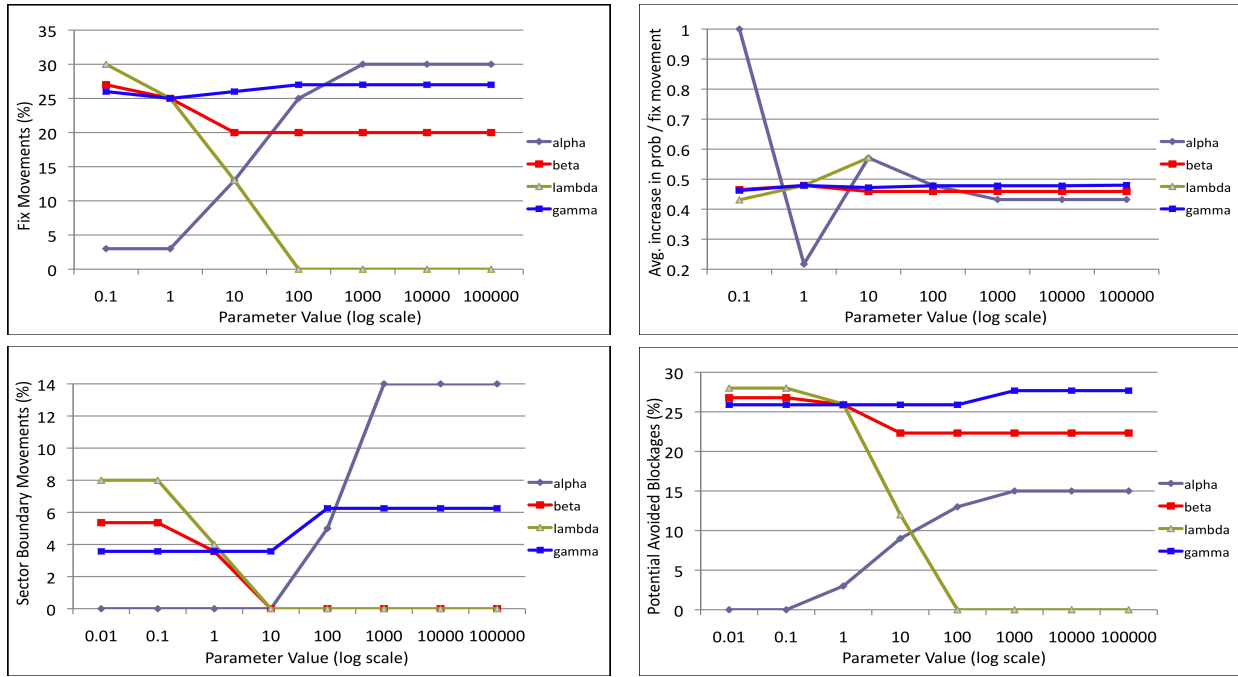 35
30
25
20
15
10
5
0
Fix Movements (%)
0.1 1 10 100 1000 10000 100000
Parameter Value (log scale)
alpha
beta
lambda
gamma
1
0.9
0.8
0.7
0.6
0.5
0.4
0.3
0.2
Avg. increase in prob / fix movement
0.1 1 10 100 1000 10000 100000
Parameter Value (log scale)
alpha
beta
lambda
gamma
14
12
10
8
6
4
2
0
Sector Boundary Movements (%)
0.01 0.1 1 10 100 1000 10000 100000
Parameter Value (log scale)
alpha
beta
lambda
gamma
30
25
20
15
10
5
0
Potential Avoided Blockages (%)
0.01 0.1 1 10 100 1000 10000 100000
Parameter Value (log scale)
alpha
beta
lambda
gamma